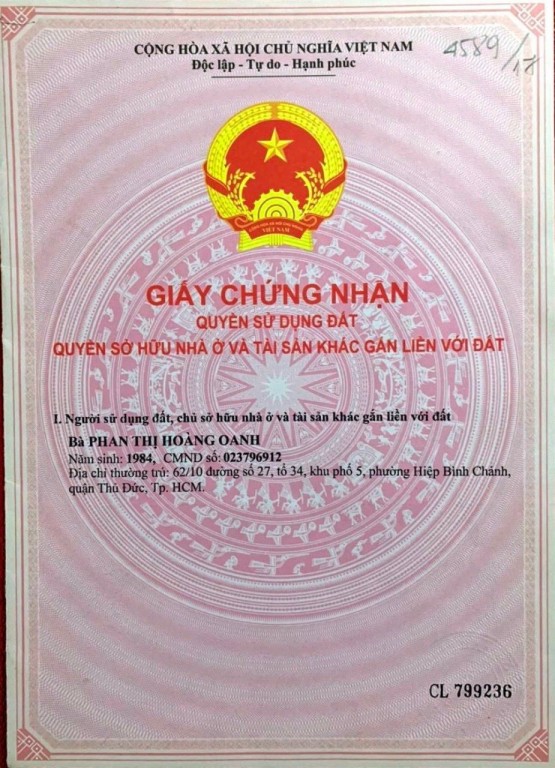 CỘNG HÒA XÃ HỘI CHỦ NGHĨA VIỆT NAM
Độc lập - Tự do - Hạnh phúc
4589/18
VIỆT NAM
GIẤY CHỨNG NHẬN
QUYỀN SỬ DỤNG ĐẤT
QUYỀN SỞ HỮU NHÀ Ở VÀ TÀI SẢN KHÁC GẮN LIỀN VỚI ĐẤT
I. Người sử dụng đất, chủ sở hữu nhà ở và tài sản khác gắn liền với đất
Bà PHAN THỊ HOÀNG OANH
Năm sinh: 1984, CMND số: 023796912
Địa chỉ thường trú: 62/10 đường số 27, tổ 34, khu phố 5, phường Hiệp Bình Chánh,
quận Thủ Đức, Tp. HCM.
CL 799236